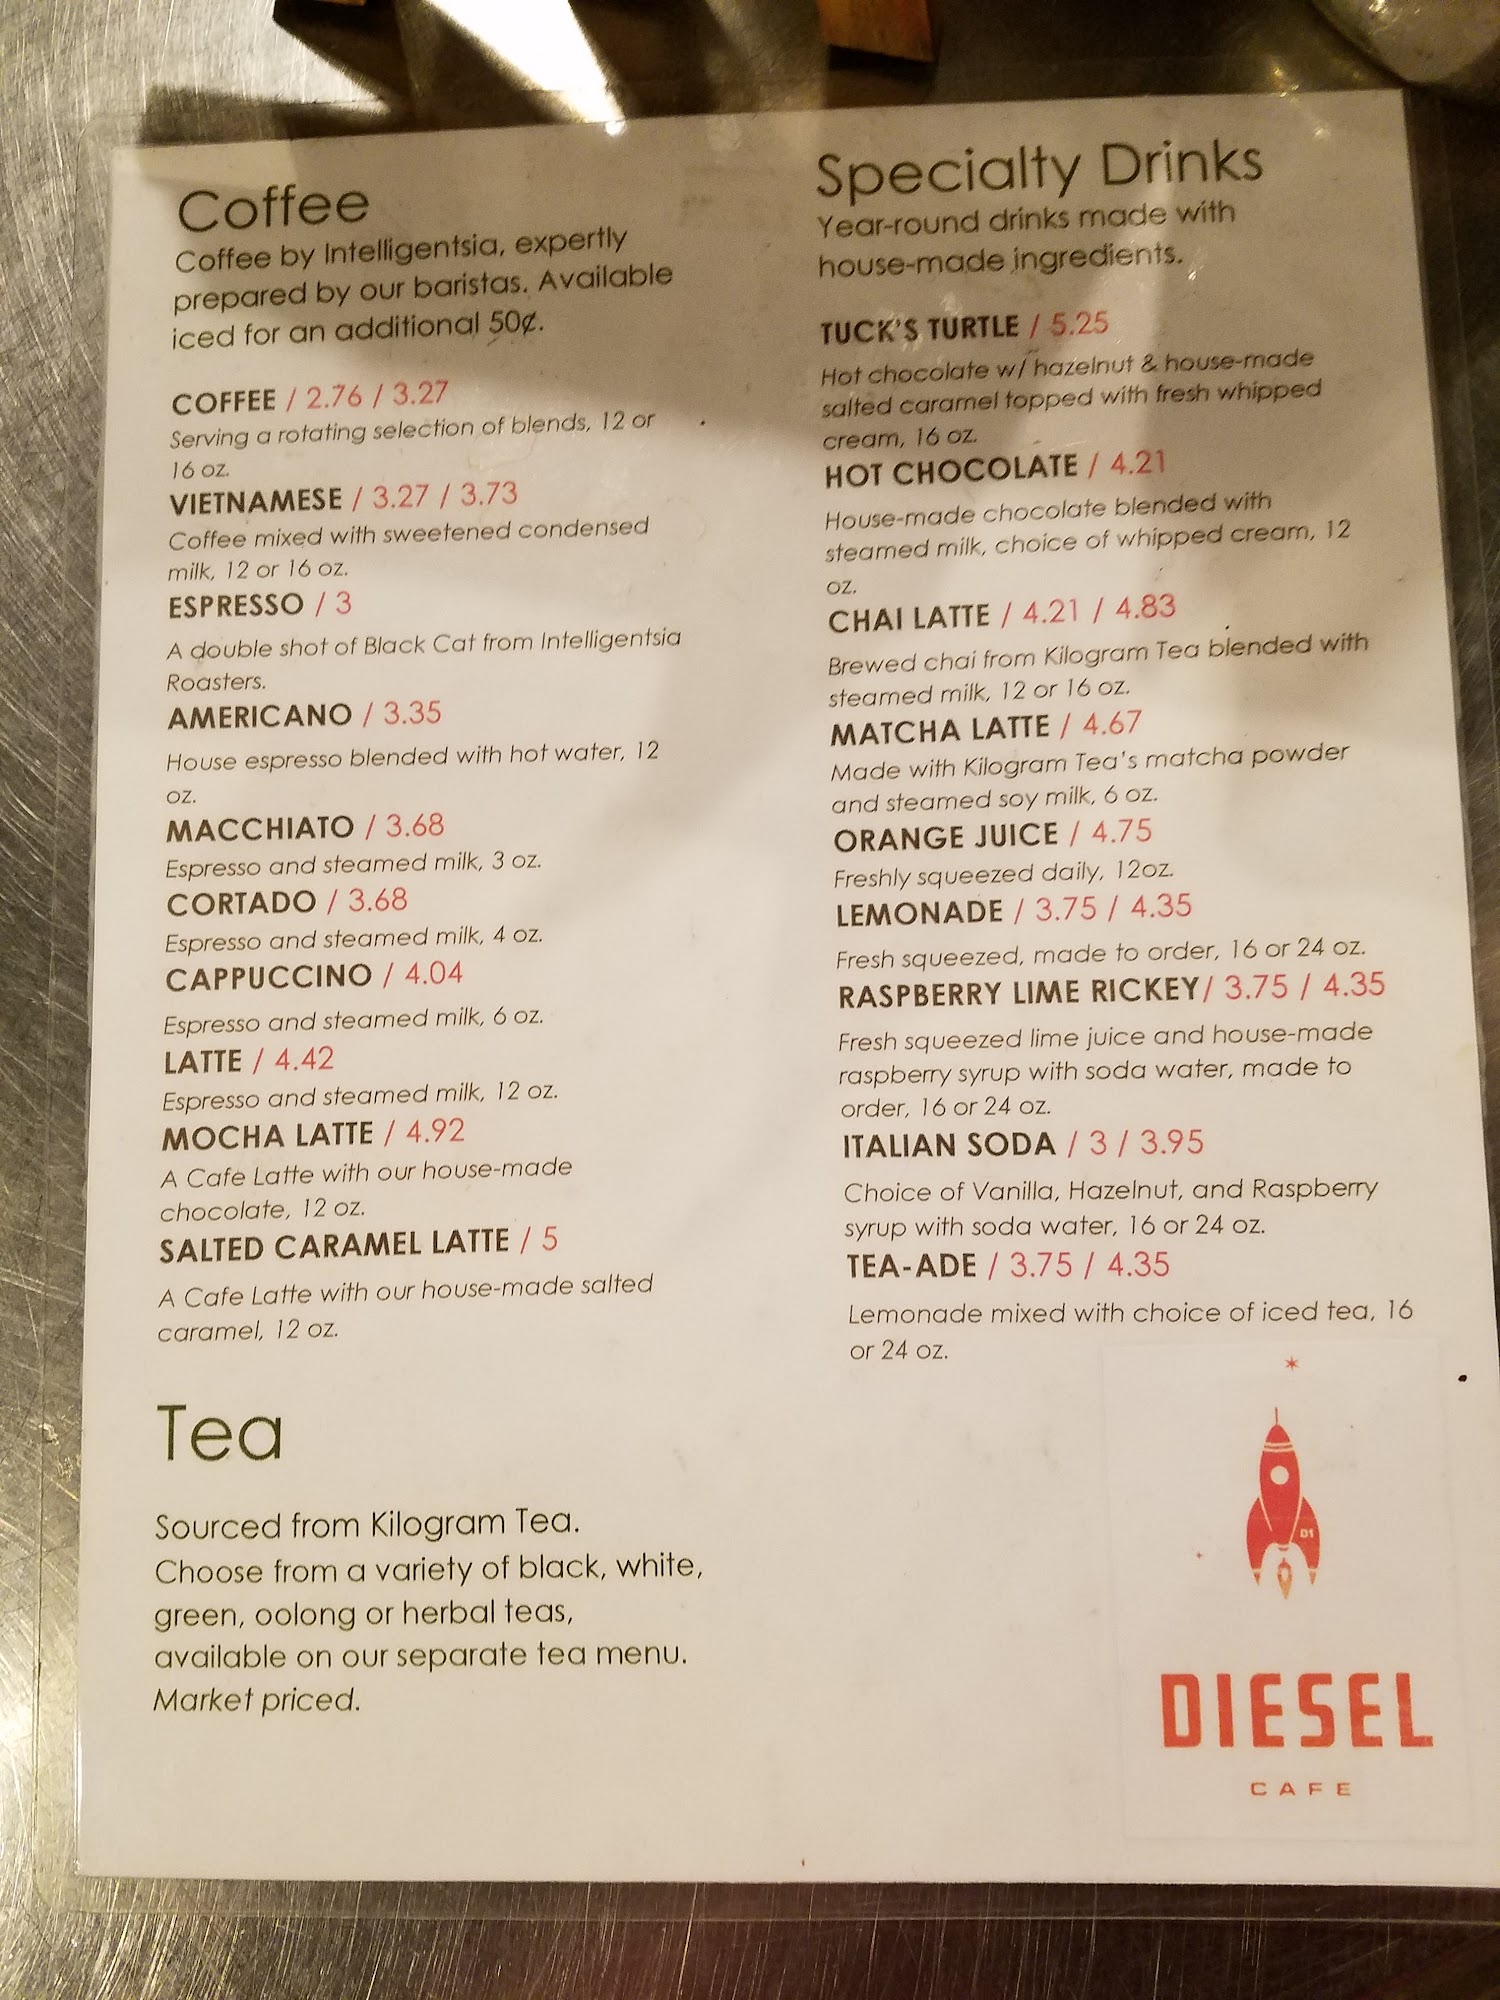 Coffee
Coffee by Intelligentsia, expertly
prepared by our baristas. Available
iced for an additional 50¢.
COFFEE / 2.76 / 3.27
Serving a rotating selection of blends, 12 or
16 oz.
VIETNAMESE / 3.27 / 3.73
Coffee mixed with sweetened condensed
milk, 12 or 16 oz.
ESPRESSO / 3
A double shot of Black Cat from Intelligentsia
Roasters.
AMERICANO / 3.35
House espresso blended with hot water, 12
oz.
MACCHIATO / 3.68
Espresso and steamed milk, 3 oz.
CORTADO / 3.68
Espresso and steamed milk, 4 oz.
CAPPUCCINO / 4.04
Espresso and steamed milk, 6 oz.
LATTE / 4.42
Espresso and steamed milk, 12 oz.
MOCHA LATTE / 4.92
A Cafe Latte with our house-made
chocolate, 12 oz.
SALTED CARAMEL LATTE / 5
A Cafe Latte with our house-made salted
caramel, 12 oz.
Tea
Sourced from Kilogram Tea.
Choose from a variety of black, white,
green, oolong or herbal teas,
available on our separate tea menu.
Market priced.
Specialty Drinks
Year-round drinks made with
house-made ingredients.
TUCK'S TURTLE / 5.25
Hot chocolate w/ hazelnut & house-made
salted caramel topped with fresh whipped
cream, 16 oz.
HOT CHOCOLATE / 4.21
House-made chocolate blended with
steamed milk, choice of whipped cream, 12
oz.
CHAI LATTE / 4.21 / 4.83
Brewed chai from Kilogram Tea blended with
steamed milk, 12 or 16 oz.
MATCHA LATTE / 4.67
Made with Kilogram Tea's matcha powder
and steamed soy milk, 6 oz.
ORANGE JUICE / 4.75
Freshly squeezed daily, 12oz.
LEMONADE / 3.75 / 4.35
Fresh squeezed, made to order, 16 or 24 oz.
RASPBERRY LIME RICKEY/ 3.75 / 4.35
Fresh squeezed lime juice and house-made
raspberry syrup with soda water, made to
order, 16 or 24 oz.
ITALIAN SODA / 3 / 3.95
Choice of Vanilla, Hazelnut, and Raspberry
syrup with soda water, 16 or 24 oz.
TEA-ADE / 3.75 / 4.35
Lemonade mixed with choice of iced tea, 16
or 24 oz.
D1
DIESEL
CAFE